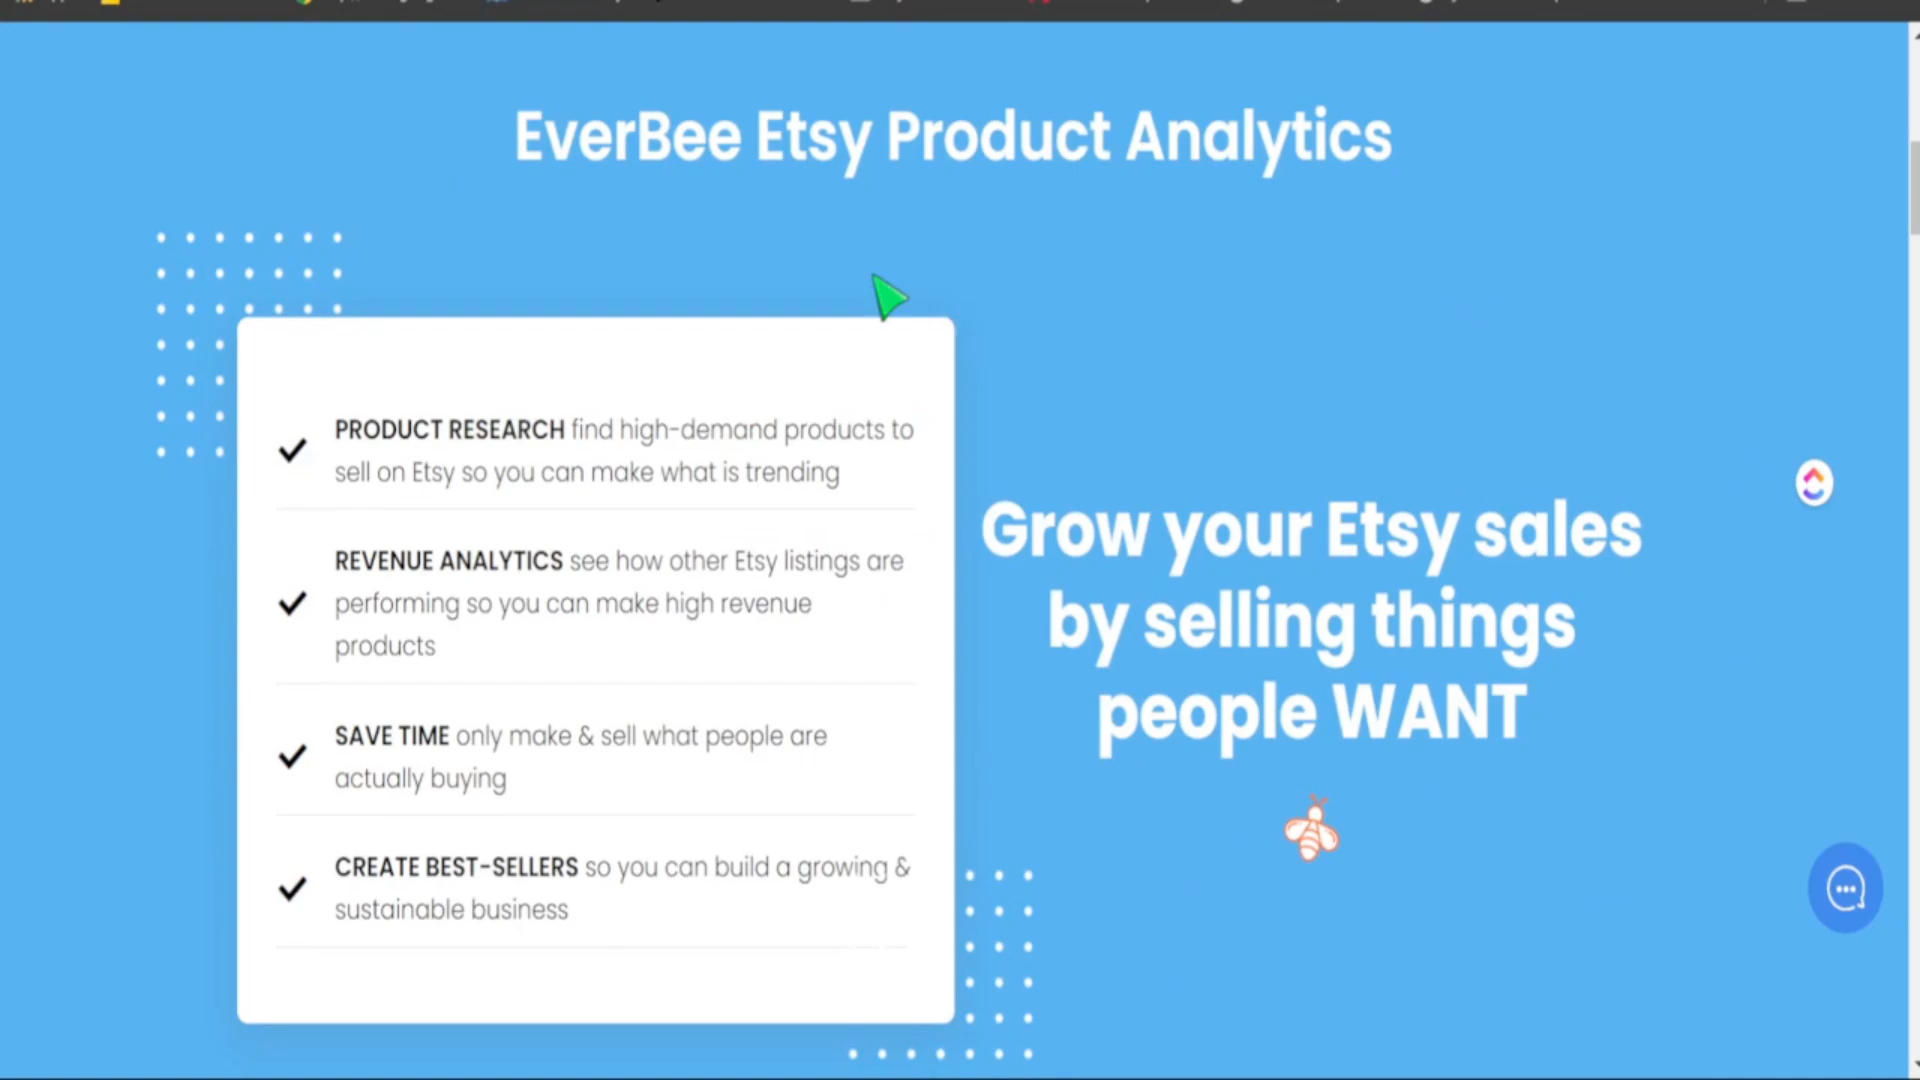 EverBee Etsy Product Analytics
PRODUCT RESEARCH find high-demand products to
sell on Etsy so you can make what is trending
REVENUE ANALYTICS see how other Etsy listings are
performing so you can make high revenue
products
SAVE TIME only make & sell what people are
actually buying
CREATE BEST-SELLERS so you can build a growing &
sustainable business
Grow your Etsy sales
by selling things
people WANT